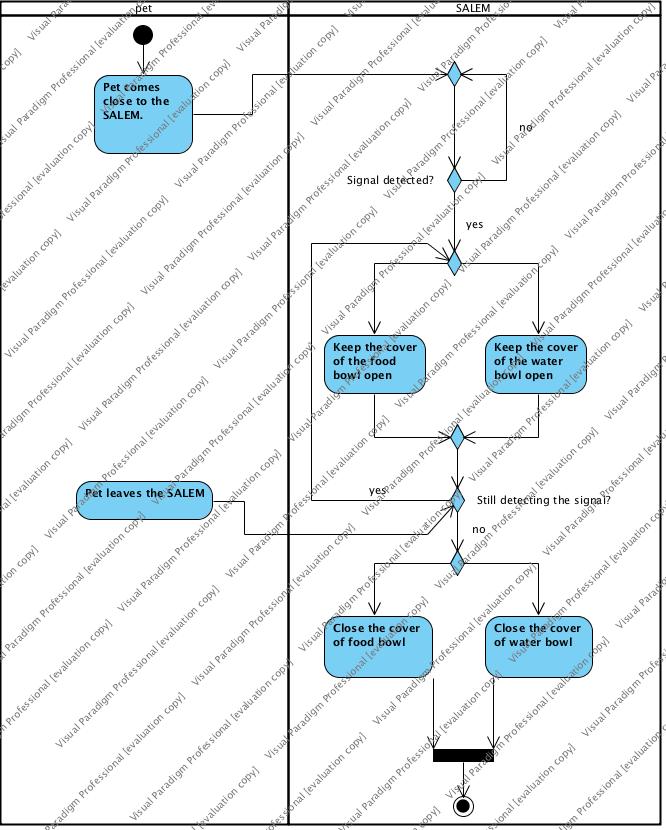 pet
SALEM
Pet comes
close to the
SALEM.
no
Signal detected?
yes
Keep the cover
of the food
bowl open
Keep the cover
of the water
bowl open
yes
Pet leaves the SALEM
Still detecting the signal?
no
Close the cover
of food bowl
Close the cover
of water bowl
Visual Paradigm Professional [evaluation copy]